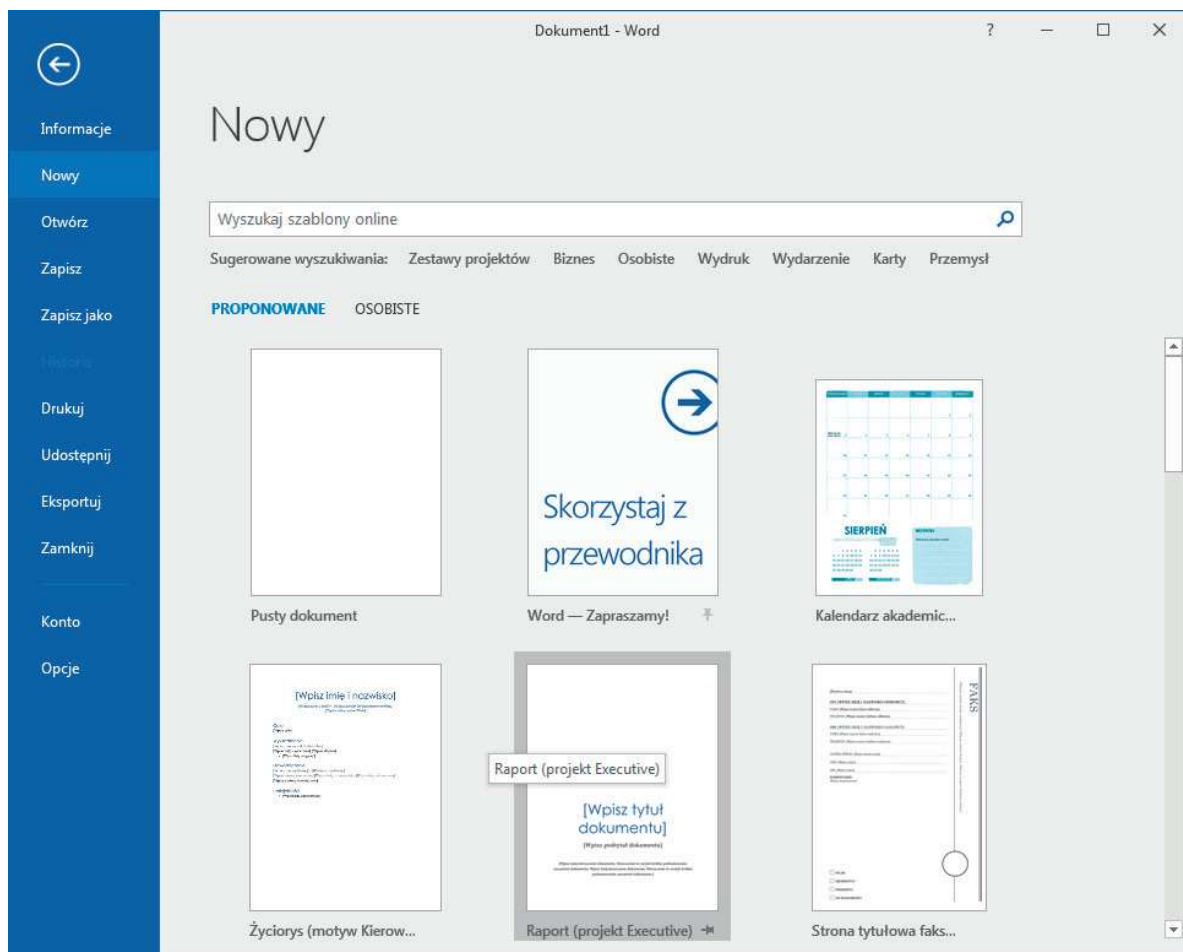 Dokument1 - Word
?
Informacje
Nowy
Otwórz
Zapisz
Zapisz jako
Historia
Drukuj
Udostępnij
Eksportuj
Zamknij
Konto
Opcje
Nowy
Wyszukaj szablony online
Sugerowane wyszukiwania: Zestawy projektów Biznes Osobiste Wydruk Wydarzenie Karty Przemysł
PROPONOWANE OSOBISTE
Skorzystaj z
przewodnika
SIERPIEŃ
Pusty dokument
Word — Zapraszamy!
Kalendarz akademic...
[Wpisz imię i nazwisko]
Raport (projekt Executive)
[Wpisz tytuł
dokumentu]
[Wpisz podtytuł dokumentu]
FAKS
Życiorys (motyw Kierow...
Raport (projekt Executive)
Strona tytułowa faks...